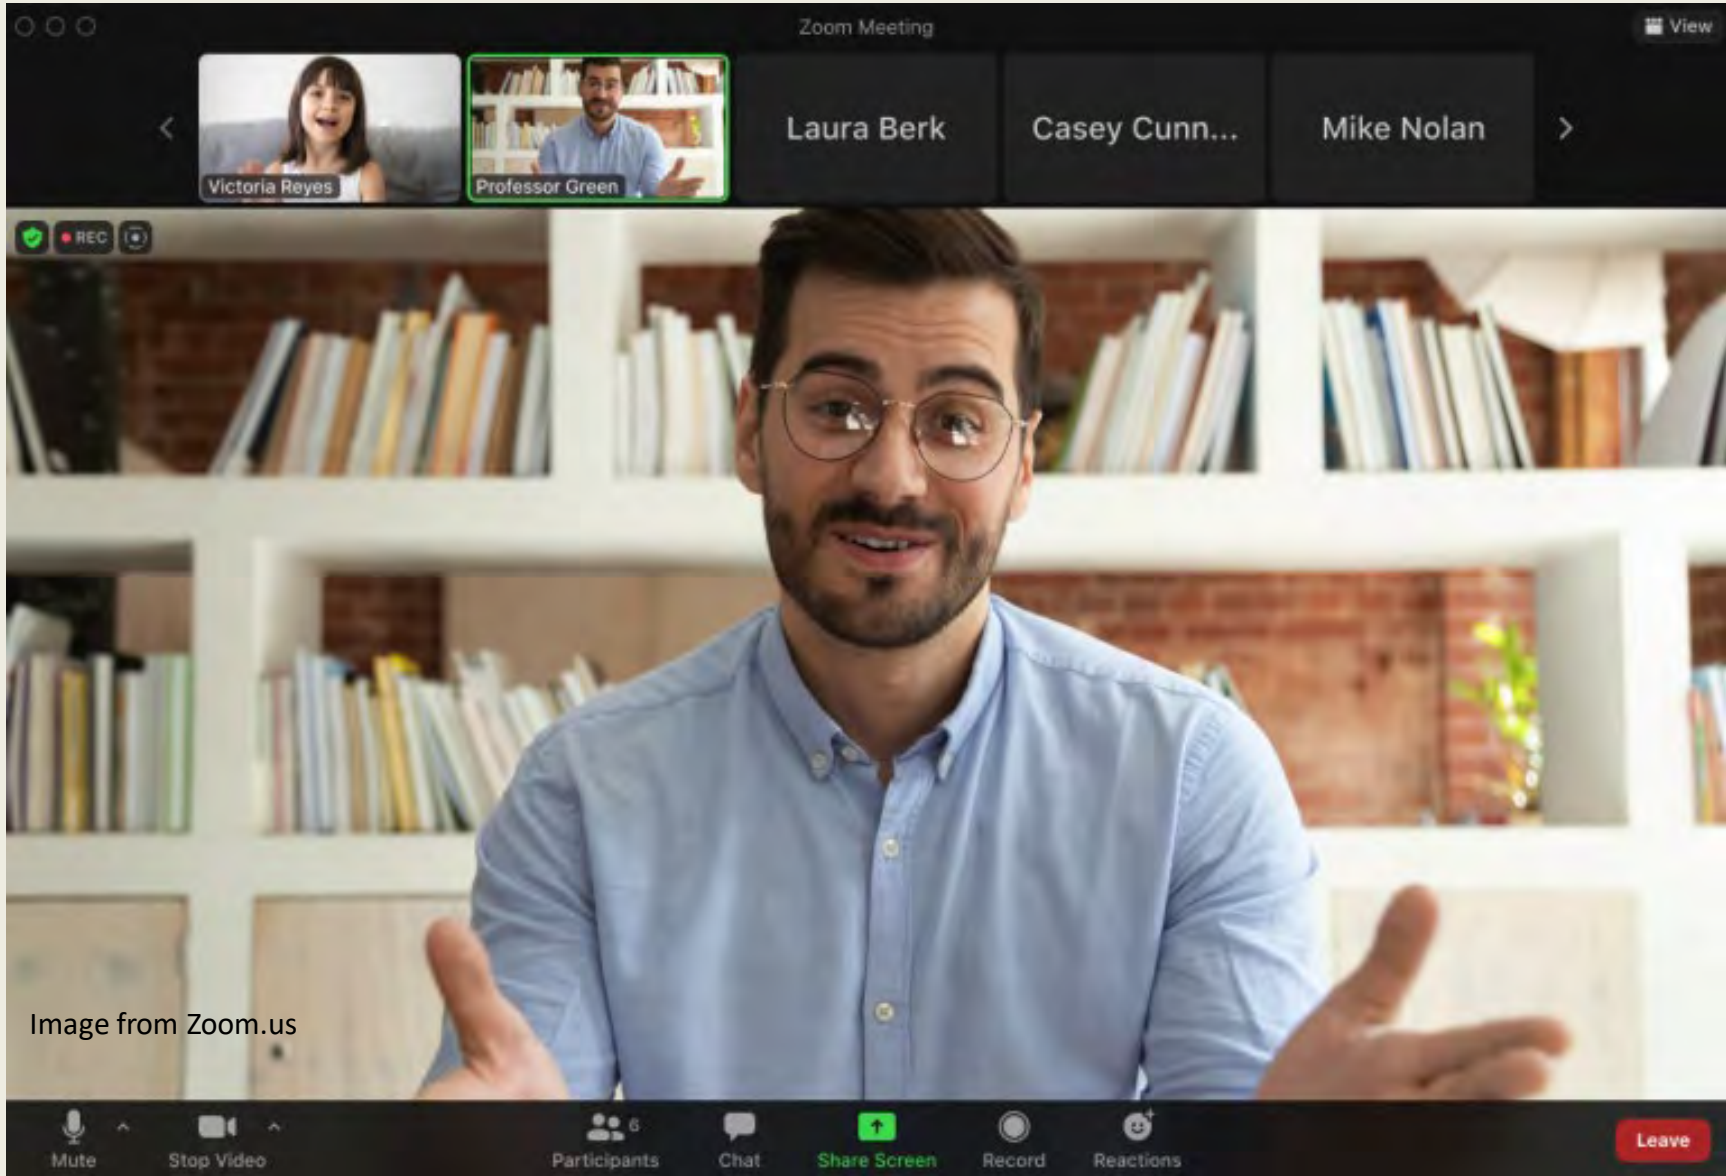 Zoom Meeting
View
Victoria Reyes
Professor Green
Laura Berk
Casey Cunn...
Mike Nolan
REC
Image from Zoom.us
6
Mute
Stop Video
Participants
Chat
Share Screen
Record
Reactions
Leave